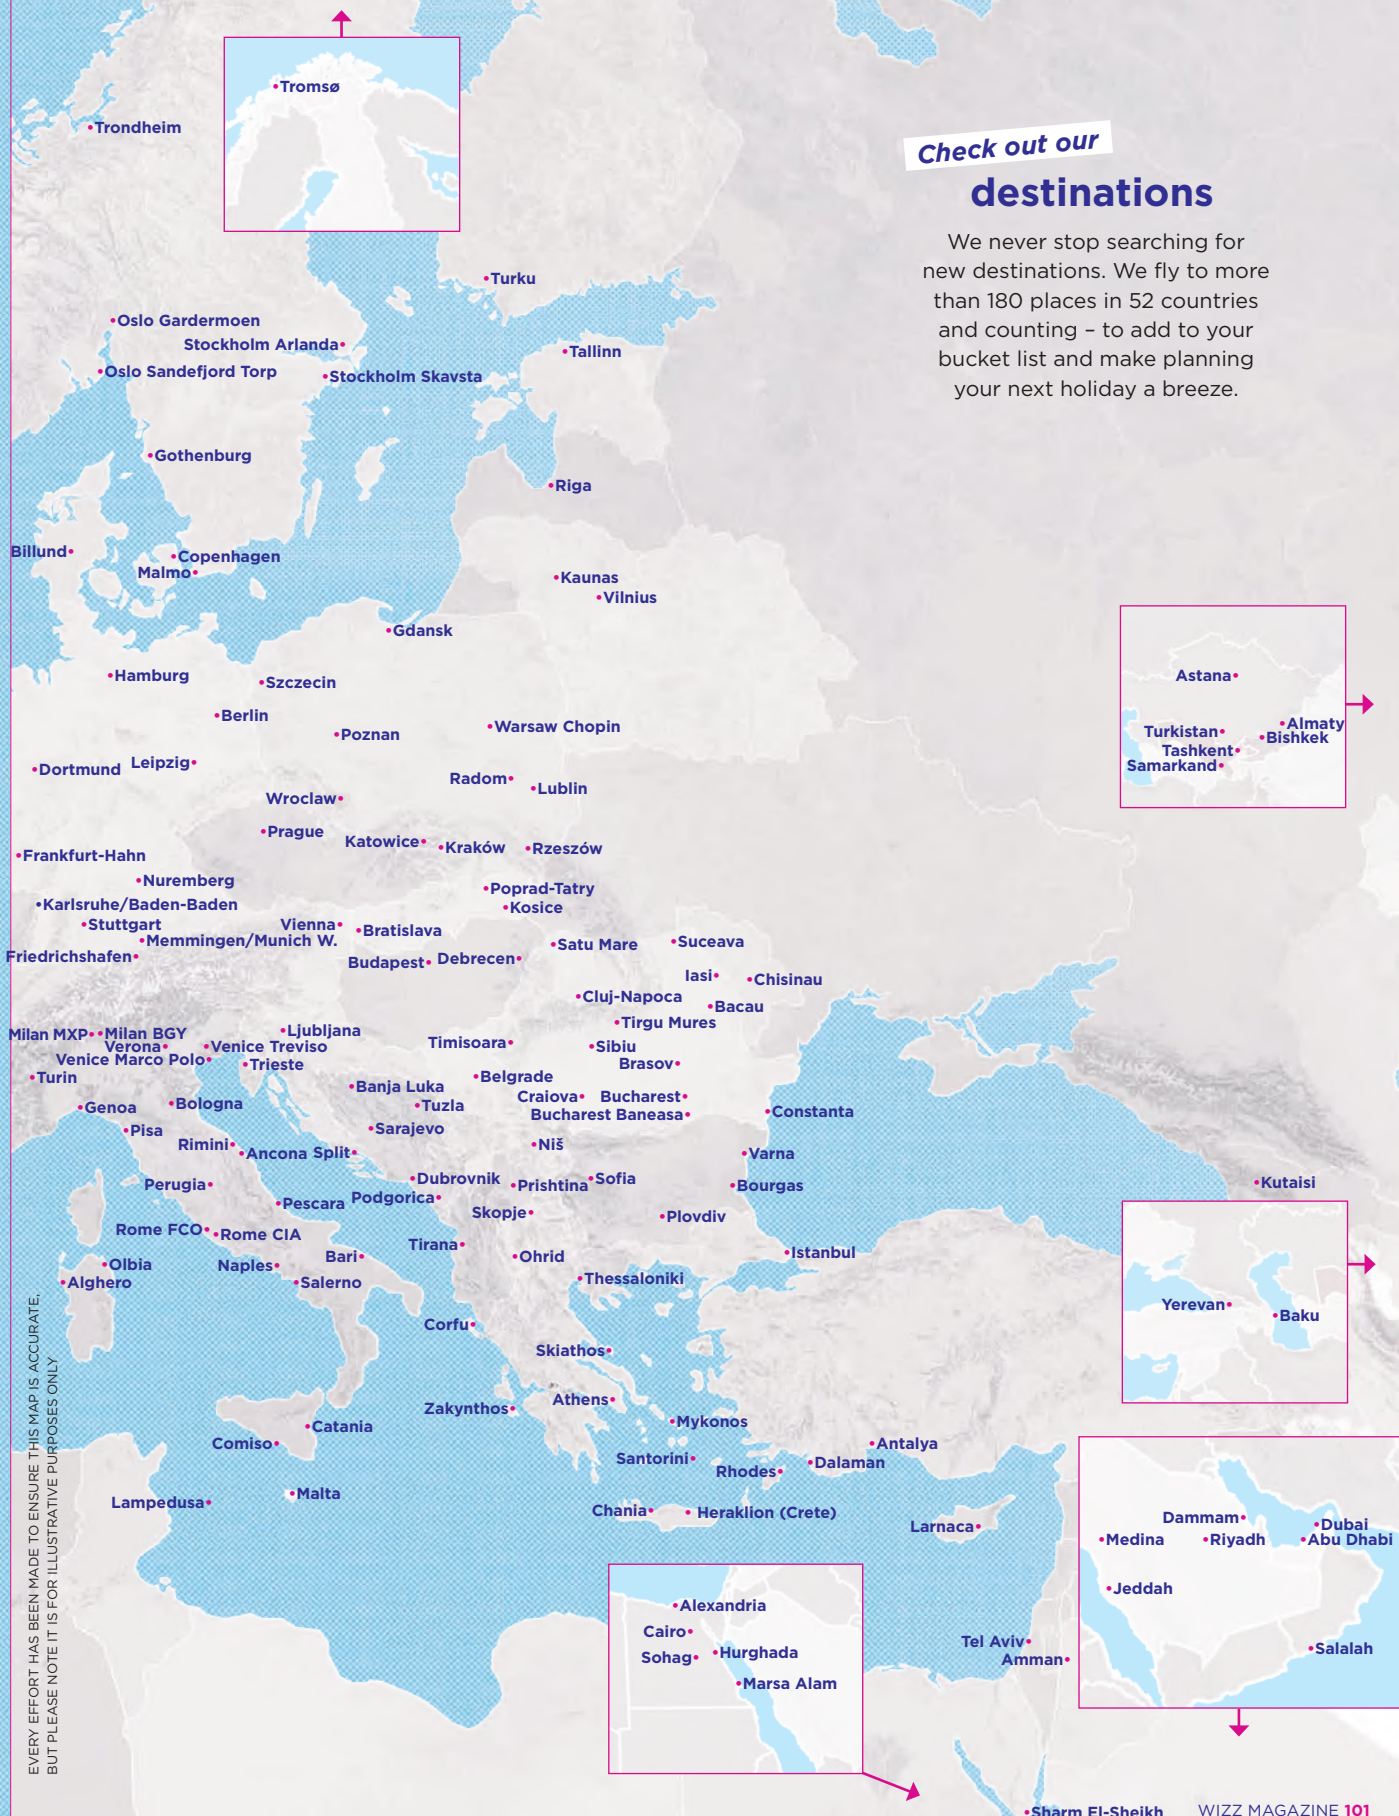 Tromsø
Trondheim
Check out our
destinations
We never stop searching for
new destinations. We fly to more
than 180 places in 52 countries
and counting – to add to your
bucket list and make planning
your next holiday a breeze.
Turku
Oslo Gardermoen
Stockholm Arlanda
Tallinn
Oslo Sandefjord Torp
Stockholm Skavsta
Gothenburg
Riga
Billund
Copenhagen
Malmo
Kaunas
Vilnius
Gdansk
Hamburg
Szczecin
Berlin
Warsaw Chopin
Poznan
Dortmund
Leipzig
Radom
Lublin
Wroclaw
Prague
Katowice
Kraków
Rzeszów
Frankfurt-Hahn
Nuremberg
Poprad-Tatry
Karlsruhe/Baden-Baden
Kosice
Stuttgart
Vienna
Bratislava
Memmingen/Munich W.
Satu Mare
Suceava
Friedrichshafen
Budapest
Debrecen
Iasi
Chisinau
Cluj-Napoca
Bacau
Tirgu Mures
Milan MXP
Milan BGY
Ljubljana
Verona
Venice Treviso
Timisoara
Sibiu
Venice Marco Polo
Trieste
Brasov
Turin
Belgrade
Banja Luka
Craiova
Bucharest
Genoa
Bologna
Tuzla
Bucharest Baneasa
Constanta
Pisa
Sarajevo
Rimini
Ancona
Split
Niš
Varna
Perugia
Dubrovnik
Prishtina
Sofia
Bourgas
Pescara
Podgorica
Skopje
Plovdiv
Rome FCO
Rome CIA
Tirana
Ohrid
Istanbul
Olbia
Naples
Bari
Alghero
Salerno
Thessaloniki
Corfu
Skiathos
Athens
Zakynthos
Mykonos
Catania
Comiso
Antalya
Santorini
Rhodes
Dalaman
Malta
Lampedusa
Chania
Heraklion (Crete)
Larnaca
Tel Aviv
Amman
Astana
Almaty
Turkistan
Bishkek
Tashkent
Samarkand
Kutaisi
Yerevan
Baku
Dammam
Dubai
Medina
Riyadh
Abu Dhabi
Jeddah
Salalah
Alexandria
Cairo
Hurghada
Sohag
Marsa Alam
Sharm El-Sheikh
EVERY EFFORT HAS BEEN MADE TO ENSURE THIS MAP IS ACCURATE,
BUT PLEASE NOTE IT IS FOR ILLUSTRATIVE PURPOSES ONLY
WIZZ MAGAZINE 101